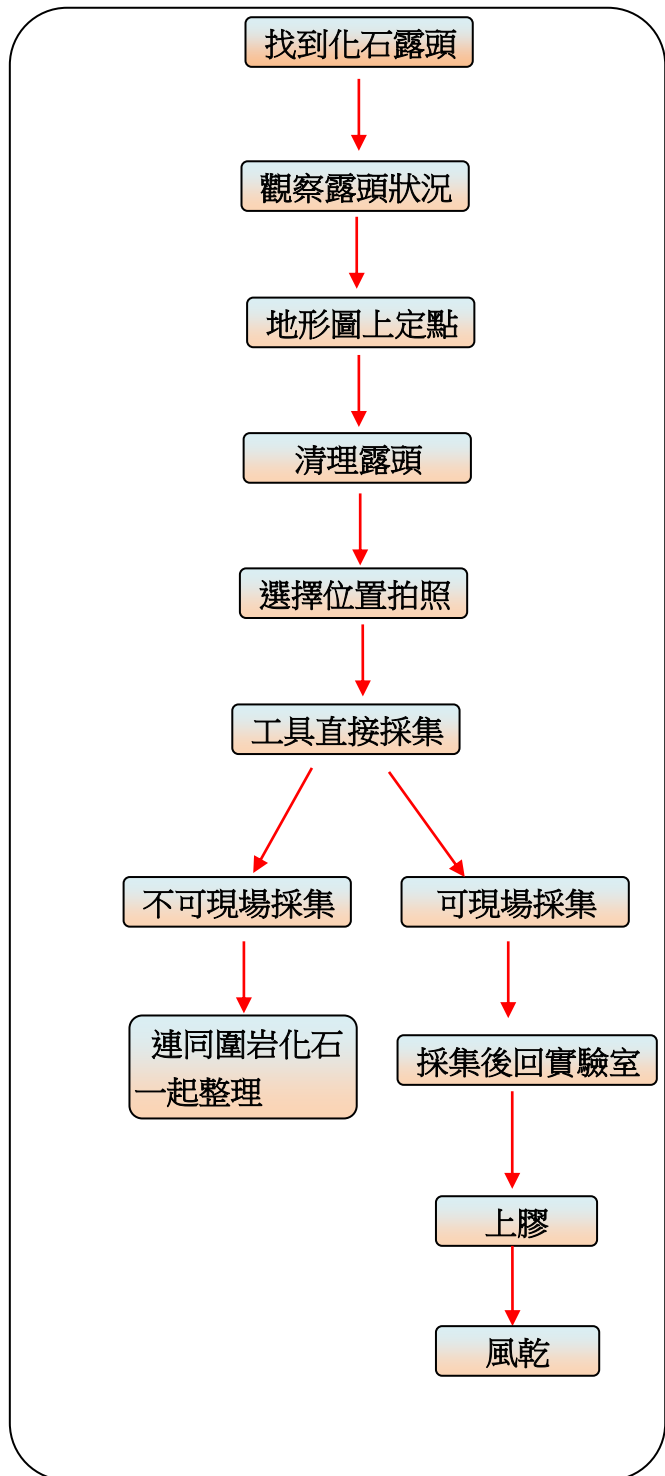 找到化石露頭
觀察露頭狀況
地形圖上定點
清理露頭
選擇位置拍照
工具直接採集
不可現場採集
可現場採集
連同圍岩化石
一起整理
採集後回實驗室
上膠
風乾